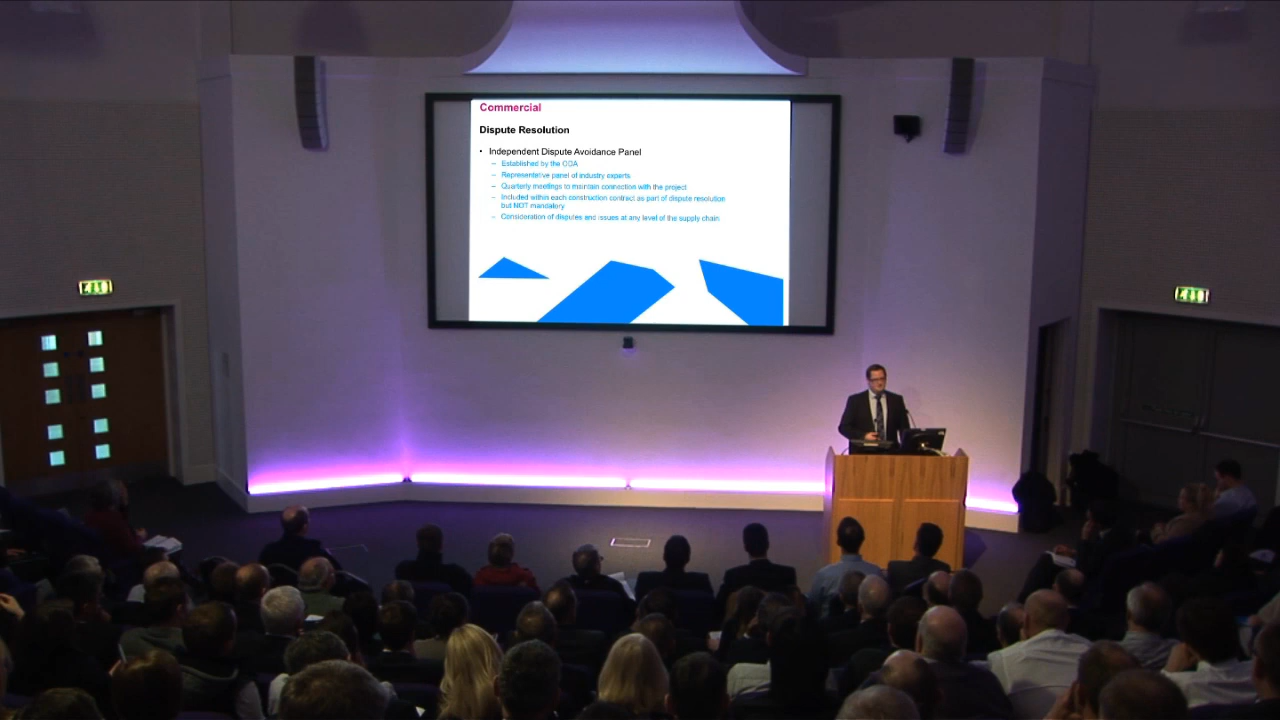 Commercial
Dispute Resolution
• Independent Dispute Avoidance Panel
– Established by the ODA
– Representative panel of industry experts
– Quarterly meetings to maintain connection with the project
– Included within each construction contract as part of dispute resolution
but NOT mandatory
– Consideration of disputes and issues at any level of the supply chain